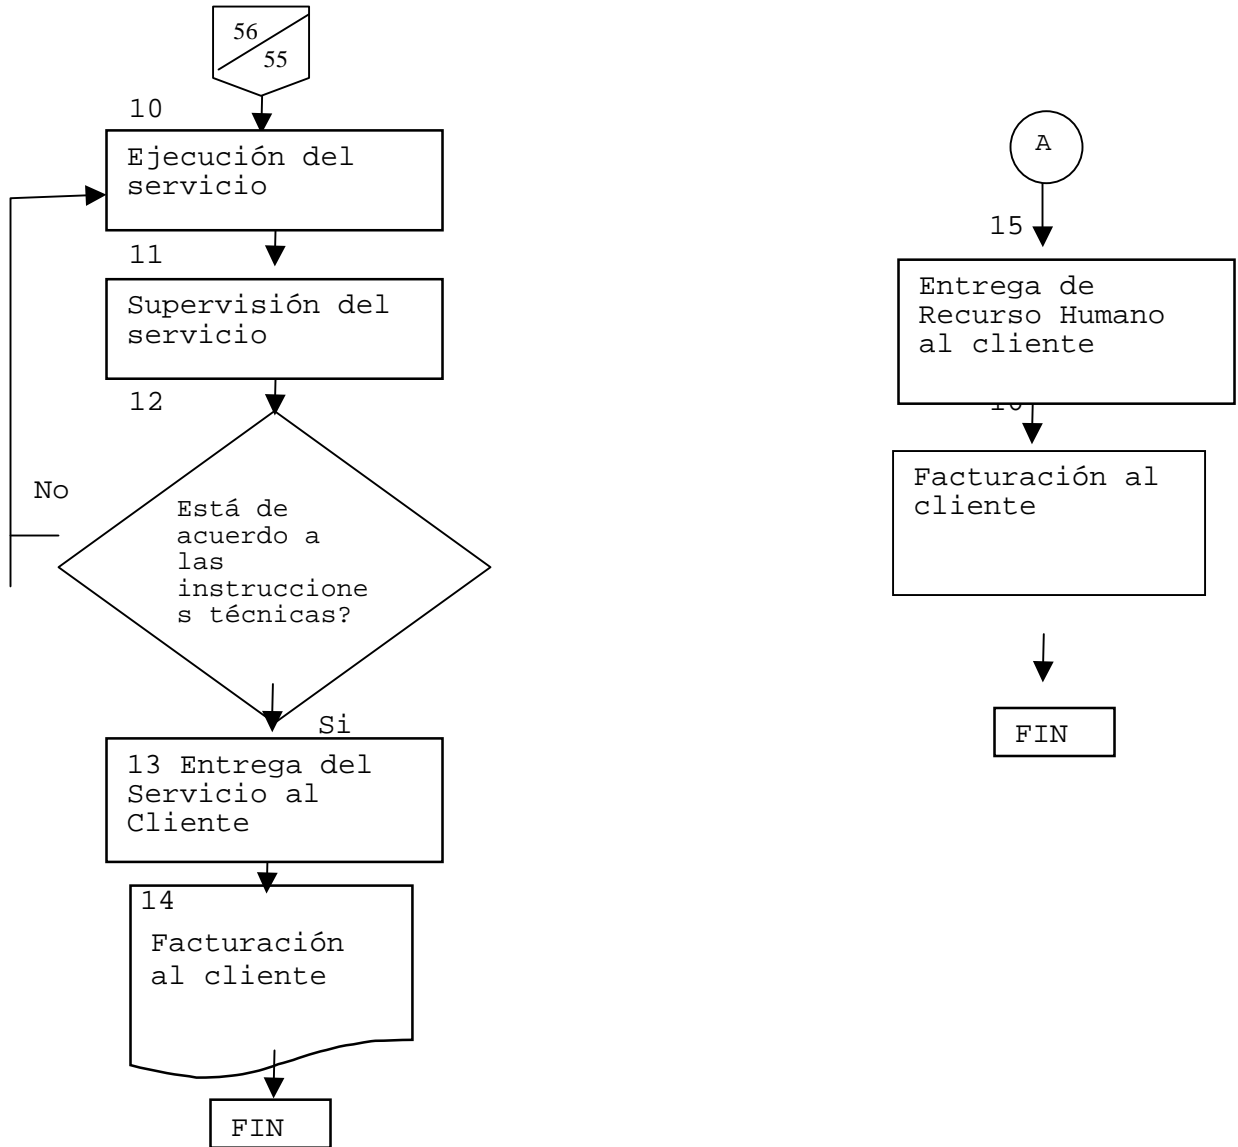 56
55
10
Ejecución del
servicio
11
Supervisión del
servicio
12
No
Está de
acuerdo a
las
instruccione
s técnicas?
Si
13 Entrega del
Servicio al
Cliente
14
Facturación
al cliente
FIN
A
15
Entrega de
Recurso Humano
al cliente
Facturación al
cliente
FIN